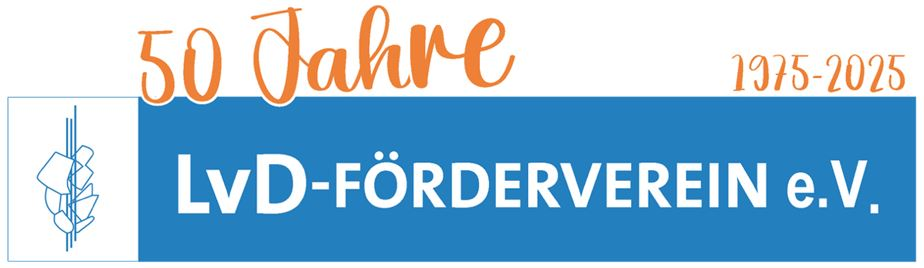 50 Jahre
1975-2025
LvD-FÖRDERVEREIN e.V.